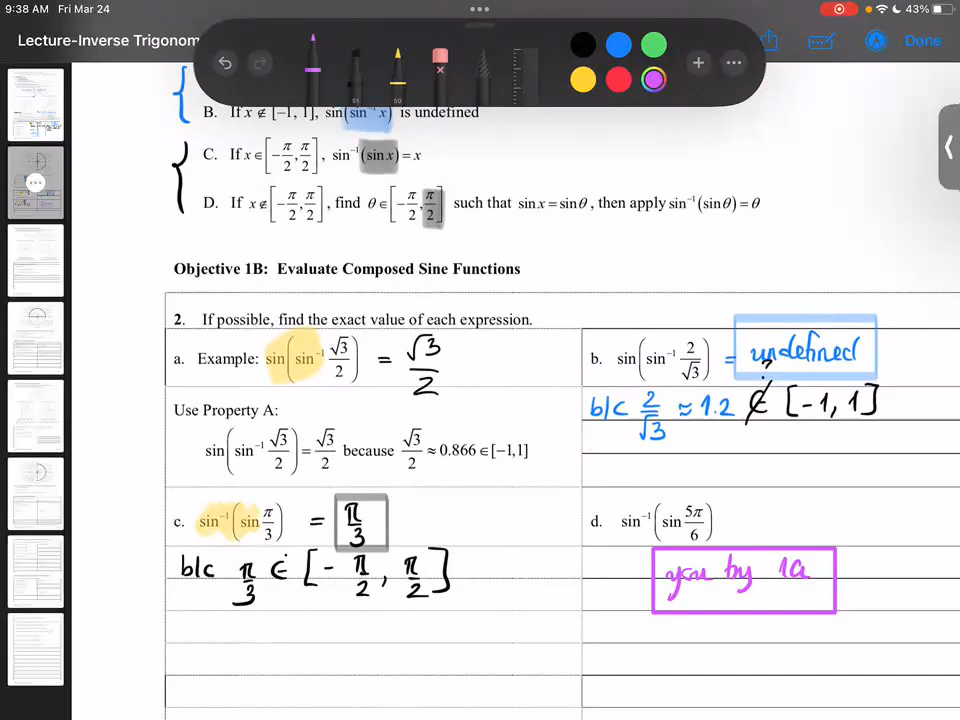 9:38 AM Fri Mar 24
43%
Lecture-Inverse Trigonom
Done
51
50
B. If x ∉ [−1, 1], sin(sin⁻¹ x) is undefined
C. If x ∈ [−π/2, π/2], sin⁻¹(sin x) = x
D. If x ∉ [−π/2, π/2], find θ ∈ [−π/2, π/2] such that sin x = sin θ, then apply sin⁻¹(sin θ) = θ
Objective 1B: Evaluate Composed Sine Functions
2. If possible, find the exact value of each expression.
a. Example: sin(sin⁻¹ √3/2) = √3/2
Use Property A:
sin(sin⁻¹ √3/2) = √3/2 because √3/2 ≈ 0.866 ∈ [−1,1]
b. sin(sin⁻¹ 2/√3) = undefined
b/c 2/√3 ≈ 1.2 ∉ [-1, 1]
?
c. sin⁻¹(sin π/3) = π/3
b/c π/3 ∈ [- π/2, π/2]
d. sin⁻¹(sin 5π/6)
by 1a